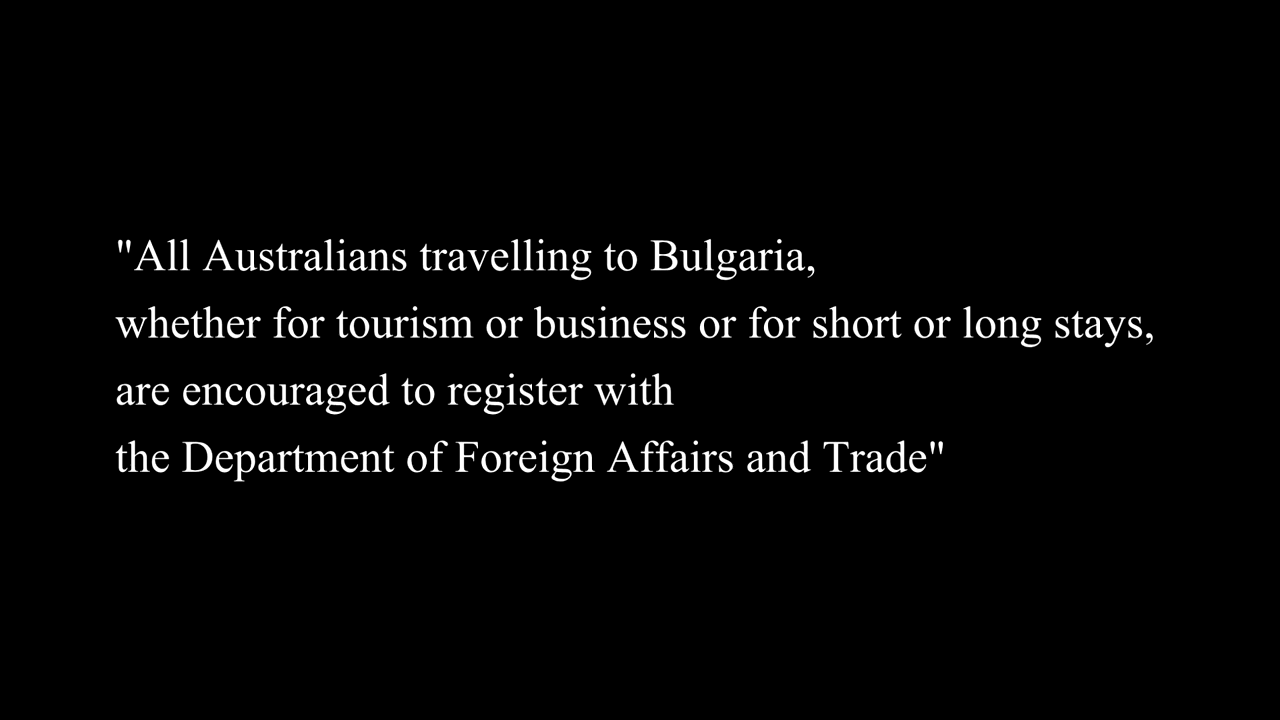 "All Australians travelling to Bulgaria,
whether for tourism or business or for short or long stays,
are encouraged to register with
the Department of Foreign Affairs and Trade"